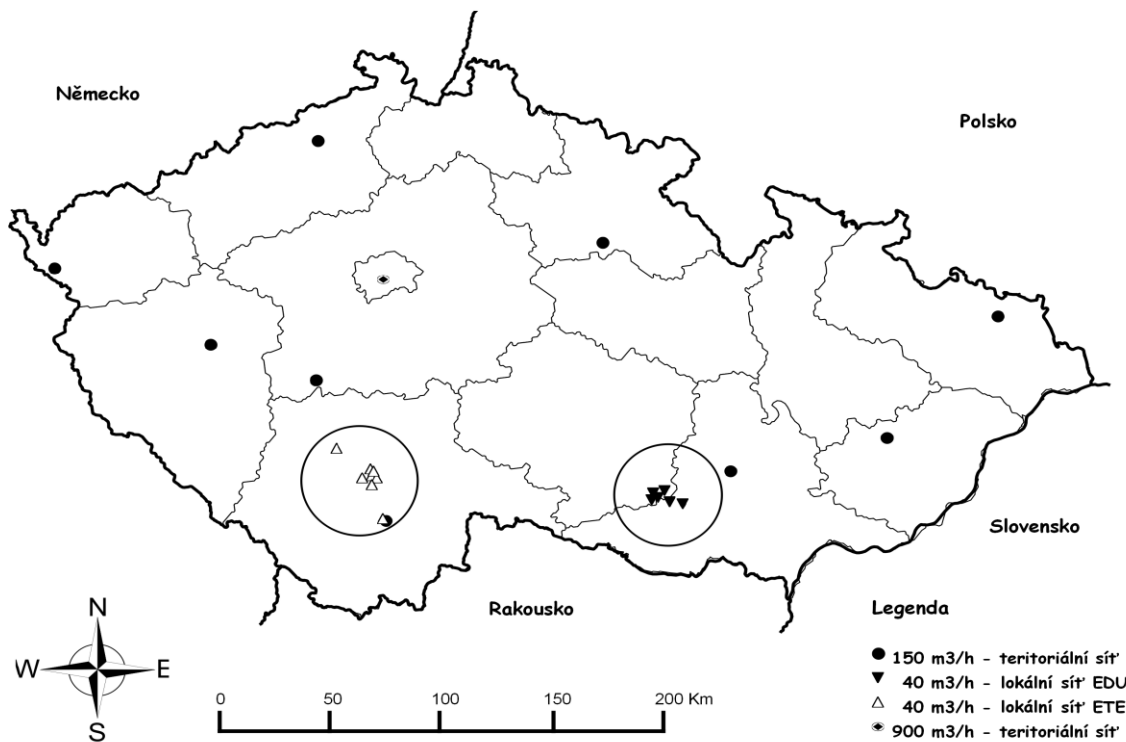 Německo
Polsko
Slovensko
Rakousko
N
W E
S
0 50 100 150 200 Km
Legenda
150 m3/h - teritoriální síť
40 m3/h - lokální síť EDU
40 m3/h - lokální síť ETE
900 m3/h - teritoriální síť